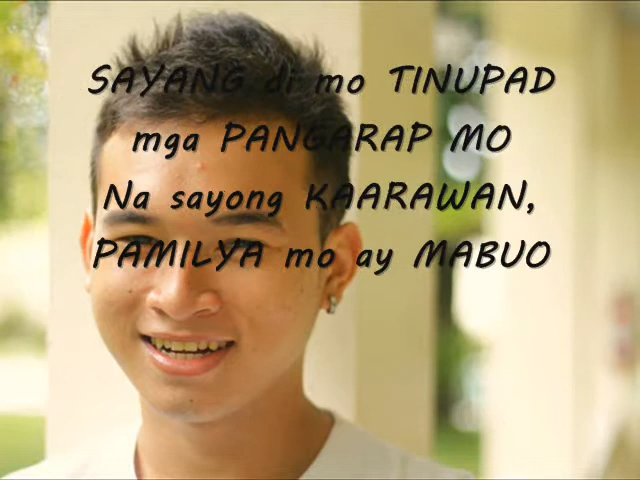 SAYANG di mo TINUPAD
mga PANGARAP MO
Na sayong KAARAWAN,
PAMILYA mo ay MABUO